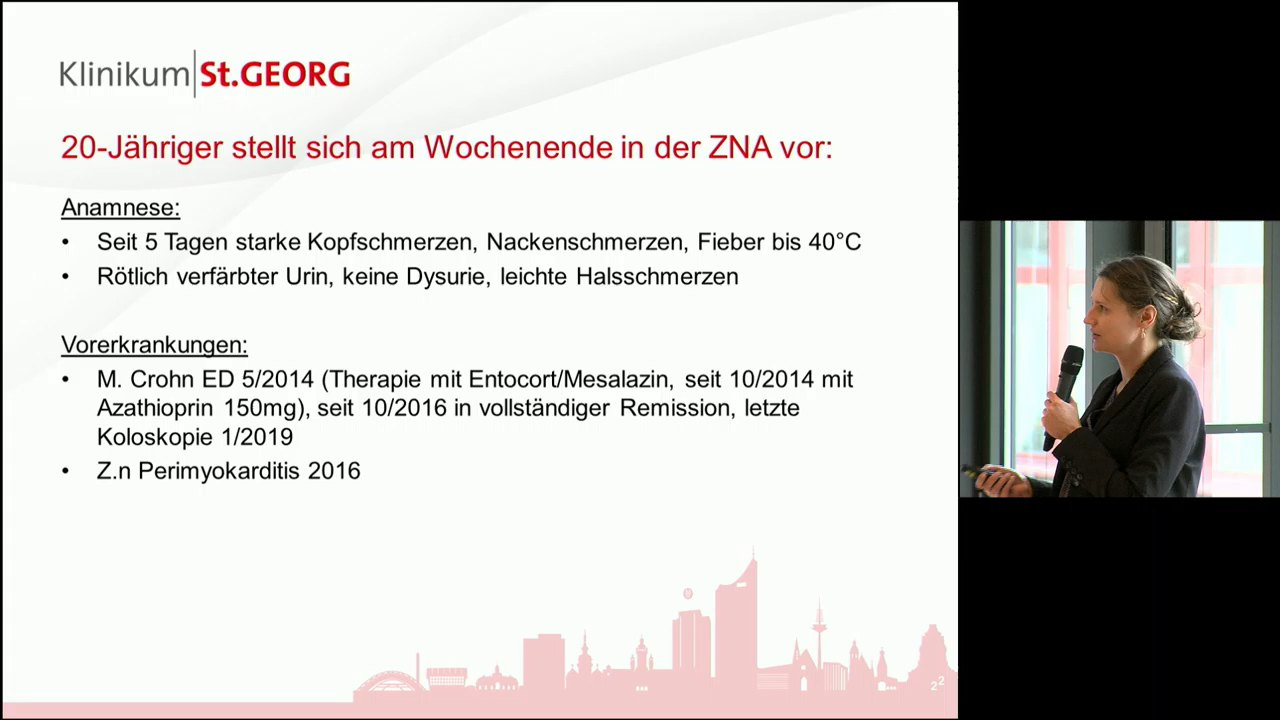 Klinikum St.GEORG
20-Jähriger stellt sich am Wochenende in der ZNA vor:
Anamnese:
• Seit 5 Tagen starke Kopfschmerzen, Nackenschmerzen, Fieber bis 40°C
• Rötlich verfärbter Urin, keine Dysurie, leichte Halsschmerzen
Vorerkrankungen:
• M. Crohn ED 5/2014 (Therapie mit Entocort/Mesalazin, seit 10/2014 mit
Azathioprin 150mg), seit 10/2016 in vollständiger Remission, letzte
Koloskopie 1/2019
• Z.n Perimyokarditis 2016
2 2